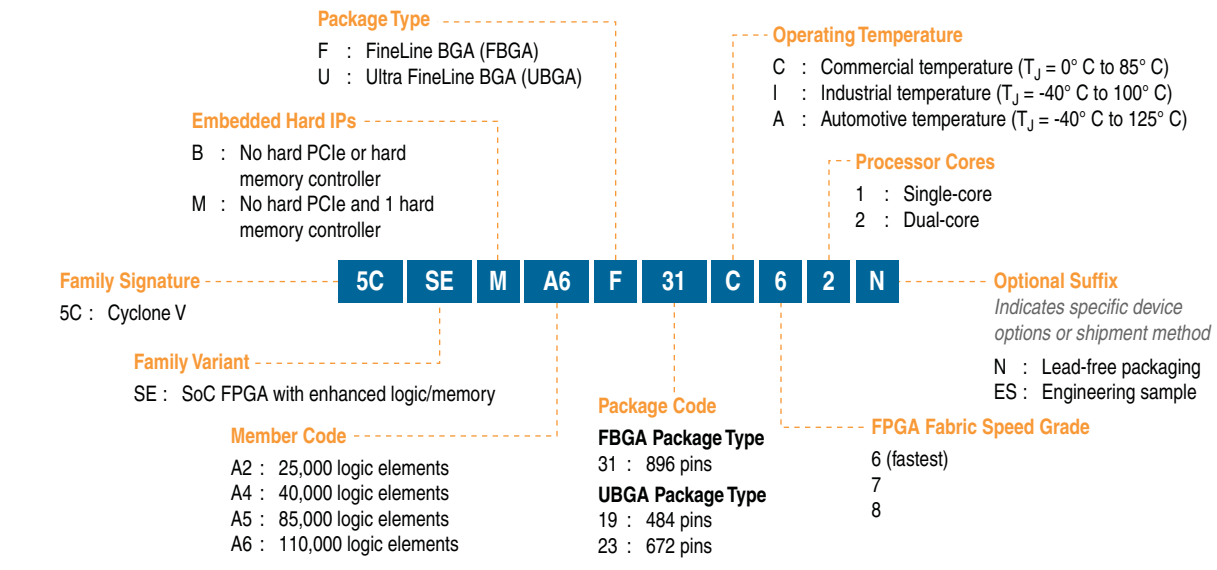 Package Type
F : FineLine BGA (FBGA)
U : Ultra FineLine BGA (UBGA)
Operating Temperature
C : Commercial temperature (TJ = 0° C to 85° C)
I : Industrial temperature (TJ = -40° C to 100° C)
A : Automotive temperature (TJ = -40° C to 125° C)
Embedded Hard IPs
B : No hard PCIe or hard
memory controller
M : No hard PCIe and 1 hard
memory controller
Processor Cores
1 : Single-core
2 : Dual-core
5C SE M A6 F 31 C 6 2 N
Family Signature
5C : Cyclone V
Optional Suffix
Indicates specific device
options or shipment method
N : Lead-free packaging
ES : Engineering sample
Family Variant
SE : SoC FPGA with enhanced logic/memory
Member Code
A2 : 25,000 logic elements
A4 : 40,000 logic elements
A5 : 85,000 logic elements
A6 : 110,000 logic elements
Package Code
FBGA Package Type
31 : 896 pins
UBGA Package Type
19 : 484 pins
23 : 672 pins
FPGA Fabric Speed Grade
6 (fastest)
7
8